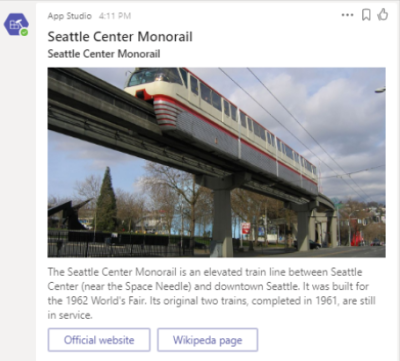 App Studio 4:11 PM
Seattle Center Monorail
Seattle Center Monorail
The Seattle Center Monorail is an elevated train line between Seattle
Center (near the Space Needle) and downtown Seattle. It was built for
the 1962 World's Fair. Its original two trains, completed in 1961, are still
in service.
Official website Wikipeda page